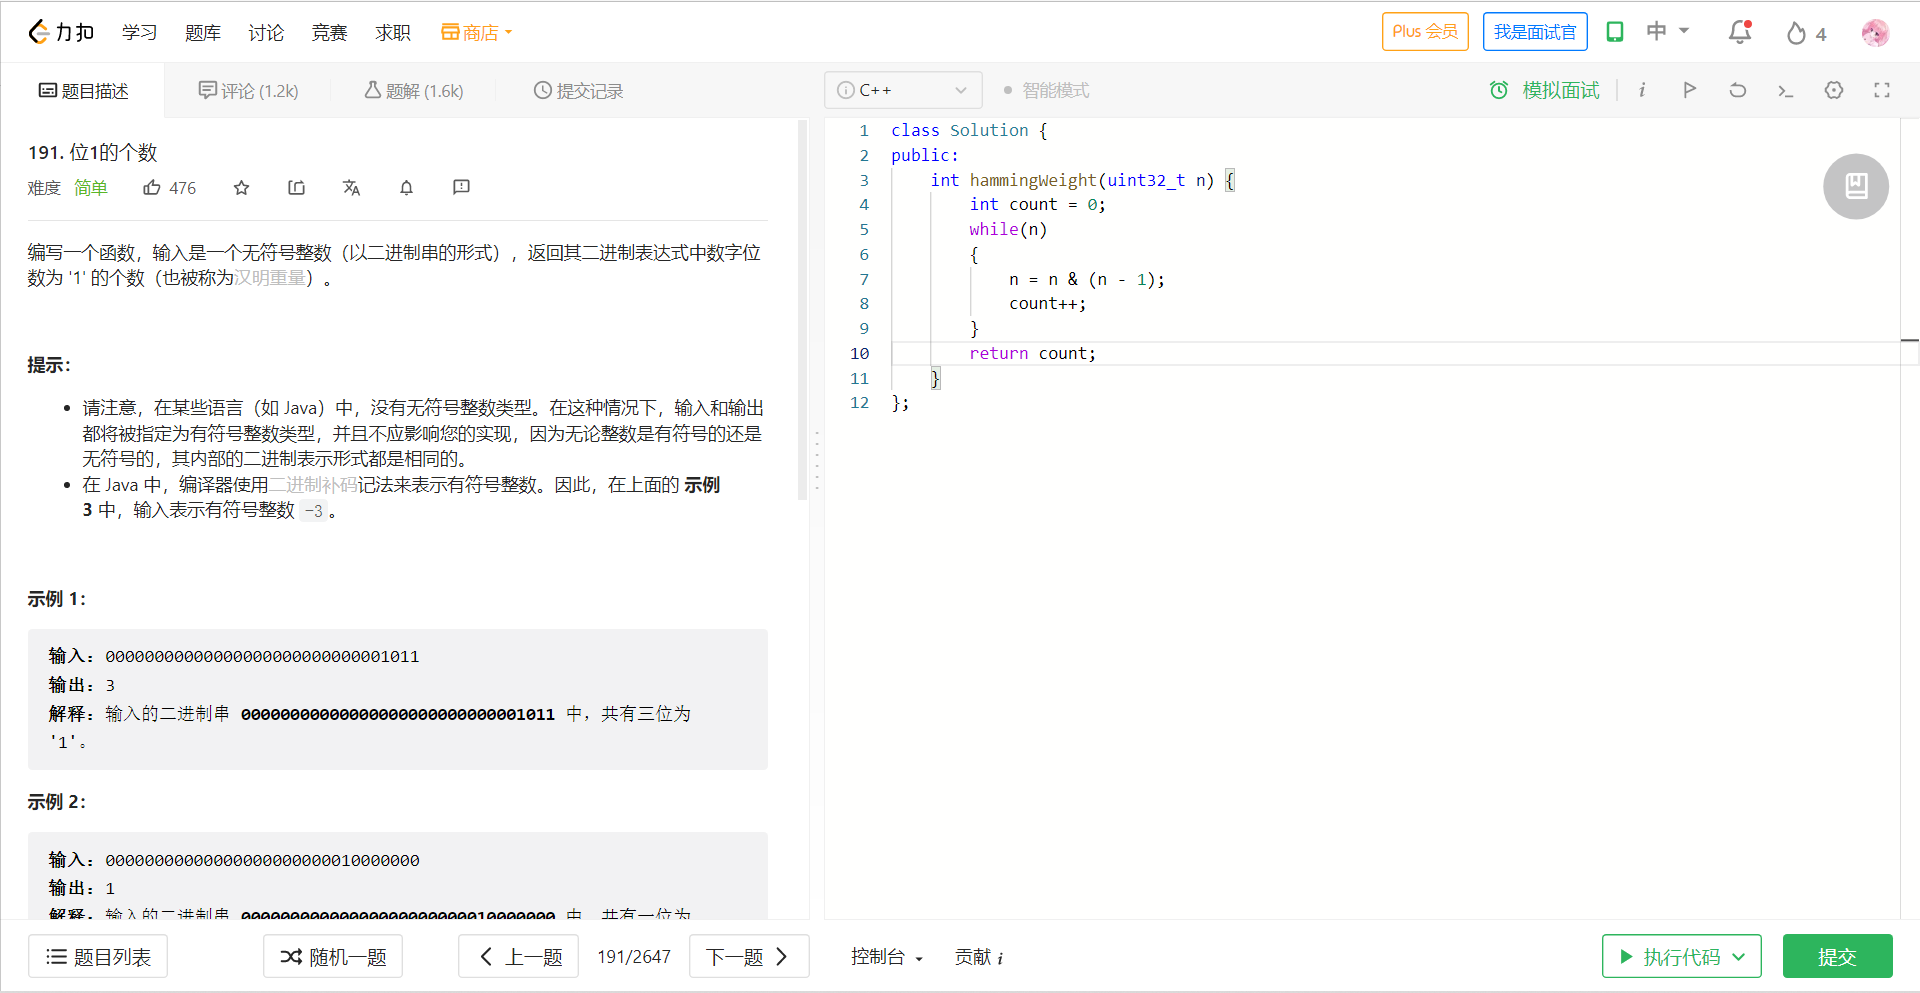 力扣 学习 题库 讨论 竞赛 求职 商店 Plus 会员 我是面试官 中 4
题目描述 评论 (1.2k) 题解 (1.6k) 提交记录 C++ 智能模式 模拟面试 i
191. 位1的个数
难度 简单 476
编写一个函数，输入是一个无符号整数（以二进制串的形式），返回其二进制表达式中数字位
数为 '1' 的个数（也被称为汉明重量）。
提示：
请注意，在某些语言（如 Java）中，没有无符号整数类型。在这种情况下，输入和输出
都将被指定为有符号整数类型，并且不应影响您的实现，因为无论整数是有符号的还是
无符号的，其内部的二进制表示形式都是相同的。
在 Java 中，编译器使用二进制补码记法来表示有符号整数。因此，在上面的 示例
3 中，输入表示有符号整数 -3。
示例 1：
输入：00000000000000000000000000001011
输出：3
解释：输入的二进制串 00000000000000000000000000001011 中，共有三位为
'1'。
示例 2：
输入：00000000000000000000000010000000
输出：1
解释：输入的二进制串 00000000000000000000000010000000 中，共有一位为
1 class Solution {
2 public:
3 int hammingWeight(uint32_t n) {
4 int count = 0;
5 while(n)
6 {
7 n = n & (n - 1);
8 count++;
9 }
10 return count;
11 }
12 };
题目列表 随机一题 上一题 191/2647 下一题 控制台 贡献 i 执行代码 提交